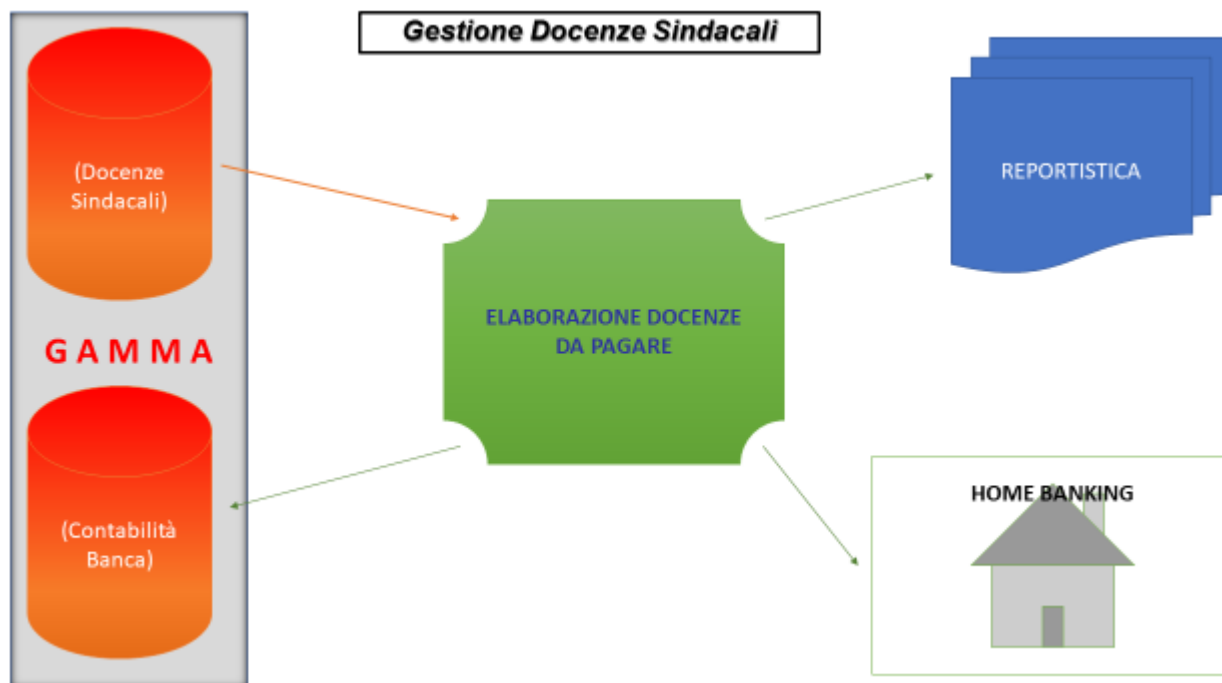 Gestione Docenze Sindacali
(Docenze
Sindacali)
REPORTISTICA
ELABORAZIONE DOCENZE
DA PAGARE
G A M M A
(Contabilità
Banca)
HOME BANKING